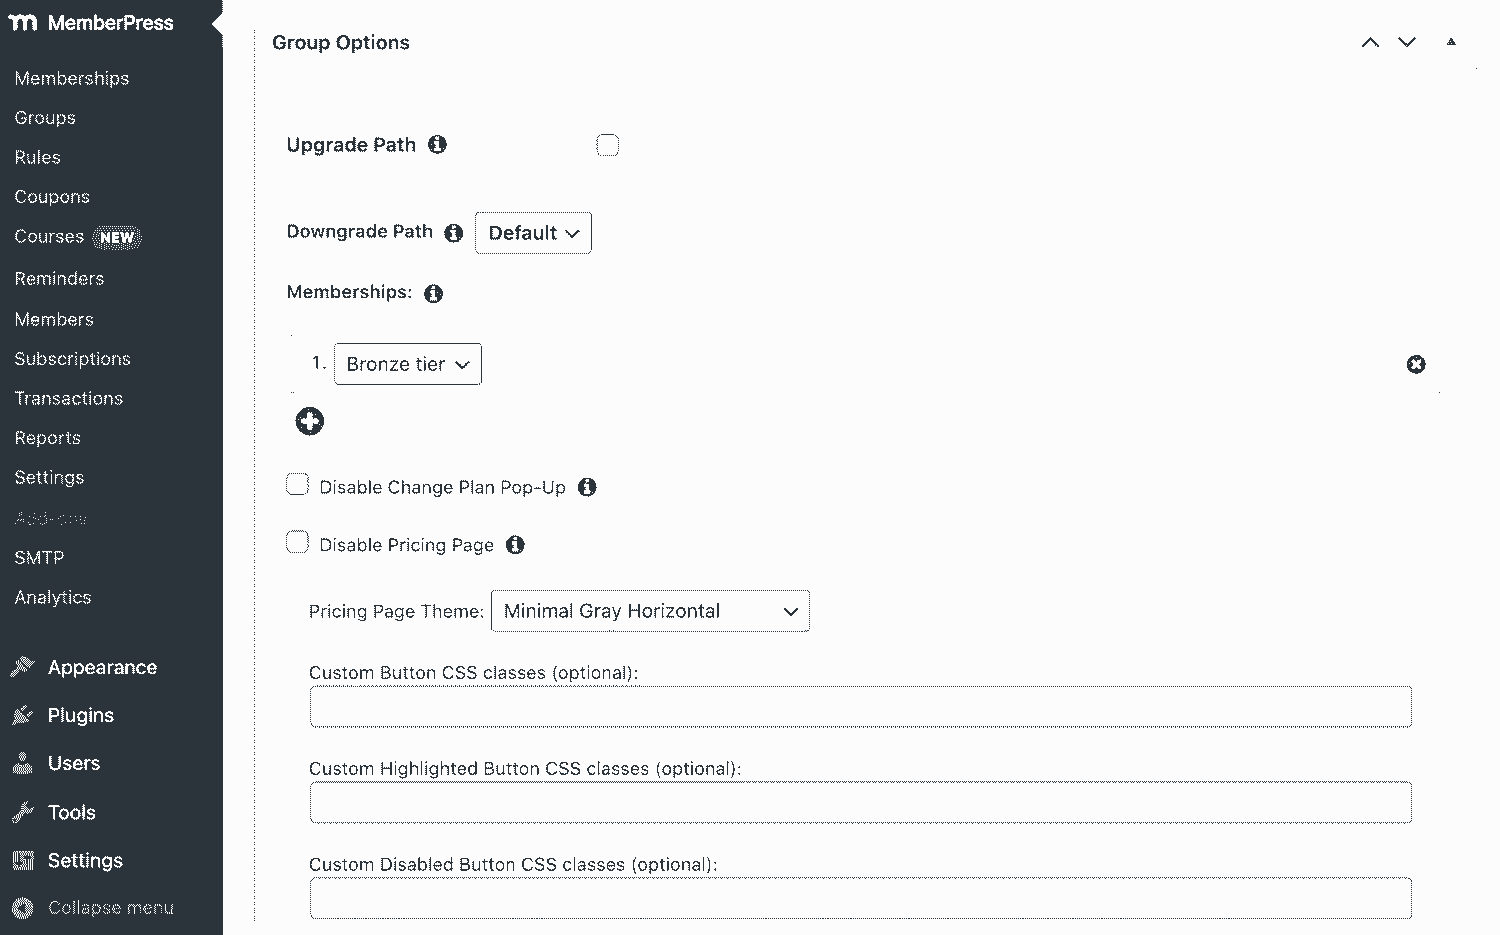 MemberPress
Memberships
Groups
Rules
Coupons
Courses NEW
Reminders
Members
Subscriptions
Transactions
Reports
Settings
Add-ons
SMTP
Analytics
Appearance
Plugins
Users
Tools
Settings
Collapse menu
Group Options
Upgrade Path
Downgrade Path Default
Memberships:
1. Bronze tier
Disable Change Plan Pop-Up
Disable Pricing Page
Pricing Page Theme: Minimal Gray Horizontal
Custom Button CSS classes (optional):
Custom Highlighted Button CSS classes (optional):
Custom Disabled Button CSS classes (optional):